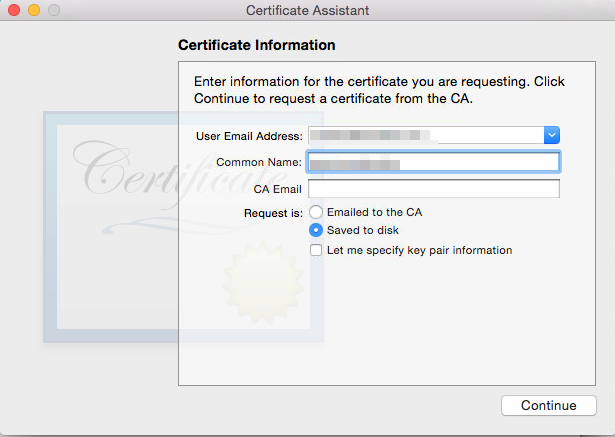 Certificate Assistant
Certificate Information
Enter information for the certificate you are requesting. Click
Continue to request a certificate from the CA.
User Email Address:
Certificate
Common Name:
CA Email
Request is: Emailed to the CA
Saved to disk
Let me specify key pair information
Continue